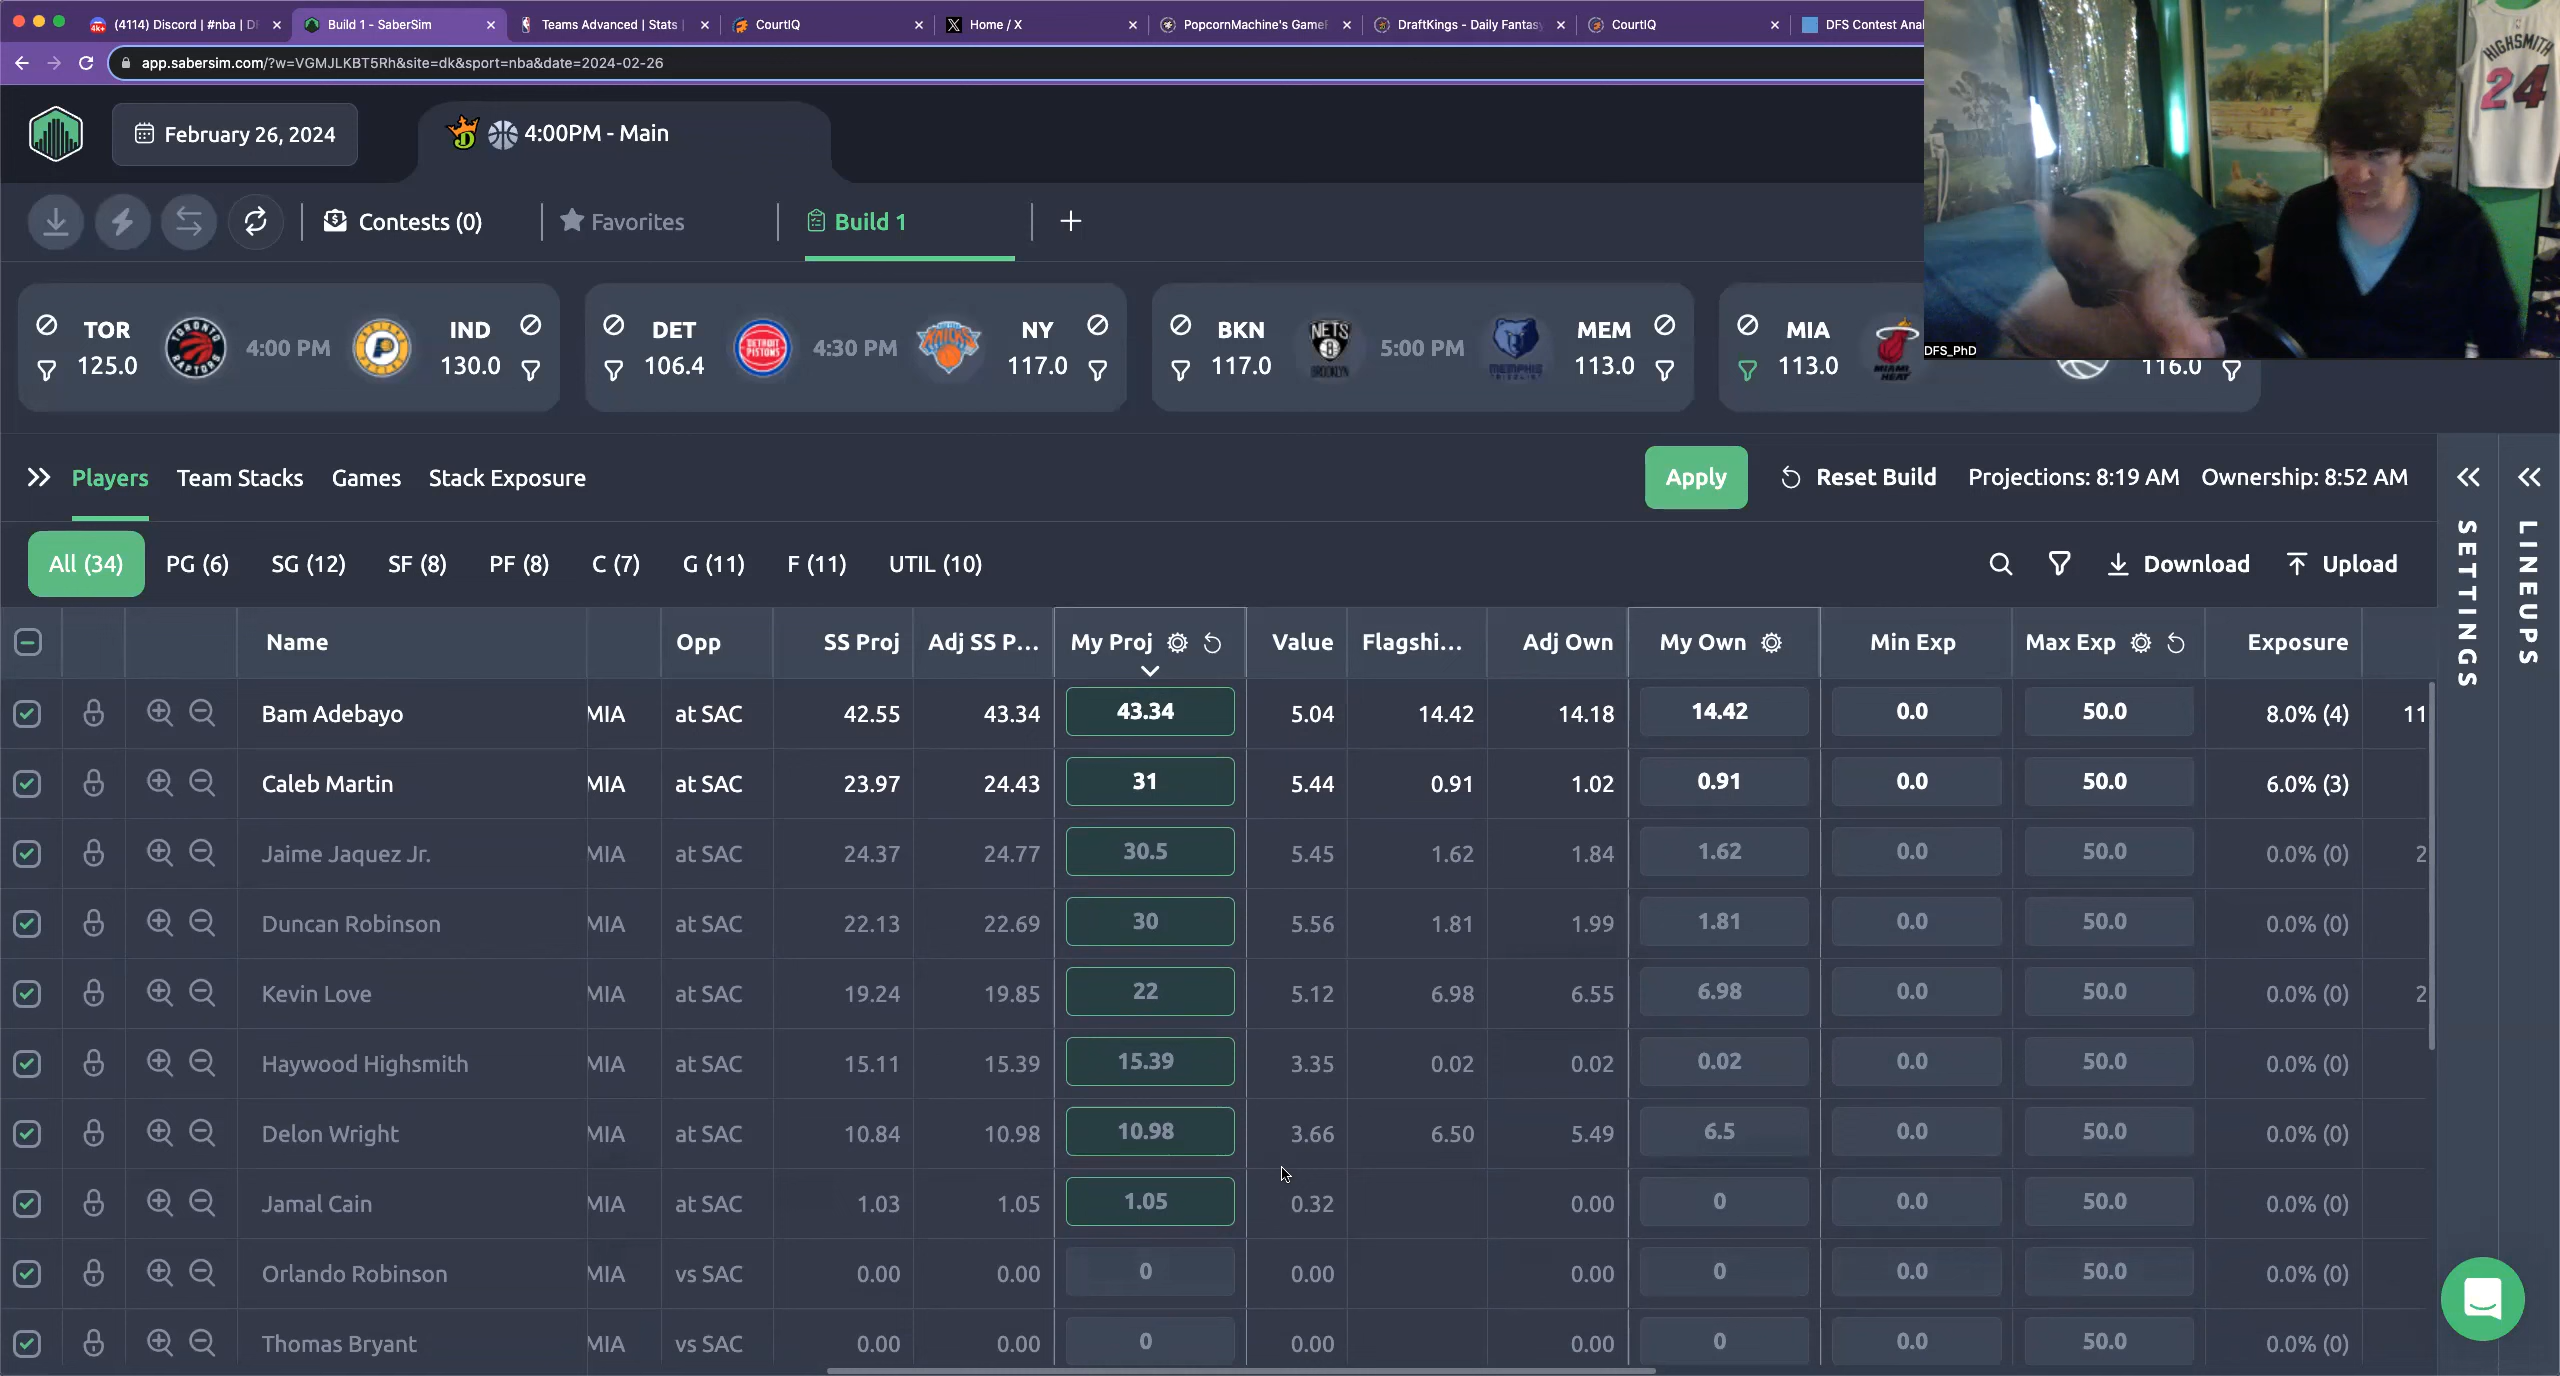 (4114) Discord | #nba | D
Build 1 - SaberSim
Teams Advanced | Stats |
CourtIQ
Home / X
PopcornMachine's GameF
DraftKings - Daily Fantasy
CourtIQ
DFS Contest Anal
app.sabersim.com/?w=VGMJLKBT5Rh&site=dk&sport=nba&date=2024-02-26
HIGHSMITH
24
February 26, 2024
4:00PM - Main
Contests (0)
Favorites
Build 1
TOR 4:00 PM IND
125.0 130.0
DET 4:30 PM NY
106.4 117.0
BKN 5:00 PM MEM
117.0 113.0
MIA
113.0 116.0
DFS_PhD
Players Team Stacks Games Stack Exposure
Apply Reset Build Projections: 8:19 AM Ownership: 8:52 AM
All (34) PG (6) SG (12) SF (8) PF (8) C (7) G (11) F (11) UTIL (10)
Download Upload
SETTINGS
LINEUPS
Name Opp SS Proj Adj SS P... My Proj Value Flagshi... Adj Own My Own Min Exp Max Exp Exposure
Bam Adebayo MIA at SAC 42.55 43.34 43.34 5.04 14.42 14.18 14.42 0.0 50.0 8.0% (4) 11
Caleb Martin MIA at SAC 23.97 24.43 31 5.44 0.91 1.02 0.91 0.0 50.0 6.0% (3)
Jaime Jaquez Jr. MIA at SAC 24.37 24.77 30.5 5.45 1.62 1.84 1.62 0.0 50.0 0.0% (0) 2
Duncan Robinson MIA at SAC 22.13 22.69 30 5.56 1.81 1.99 1.81 0.0 50.0 0.0% (0)
Kevin Love MIA at SAC 19.24 19.85 22 5.12 6.98 6.55 6.98 0.0 50.0 0.0% (0) 2
Haywood Highsmith MIA at SAC 15.11 15.39 15.39 3.35 0.02 0.02 0.02 0.0 50.0 0.0% (0)
Delon Wright MIA at SAC 10.84 10.98 10.98 3.66 6.50 5.49 6.5 0.0 50.0 0.0% (0)
Jamal Cain MIA at SAC 1.03 1.05 1.05 0.32 0.00 0 0.0 50.0 0.0% (0)
Orlando Robinson MIA vs SAC 0.00 0.00 0 0.00 0.00 0 0.0 50.0 0.0% (0)
Thomas Bryant MIA vs SAC 0.00 0.00 0 0.00 0.00 0 0.0 50.0 0.0% (0)